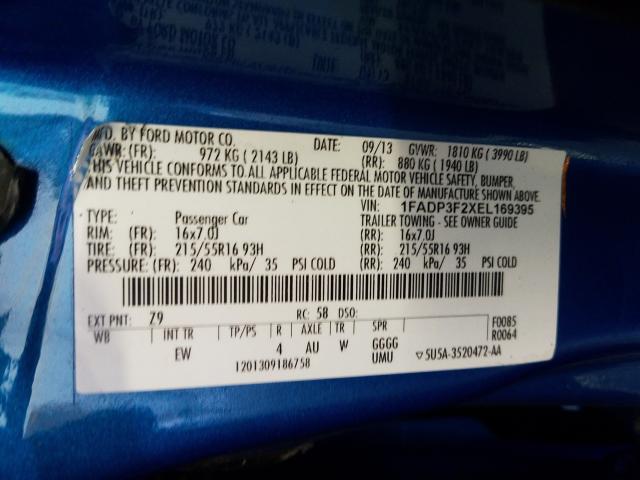 MFD. BY FORD MOTOR CO. DATE: 09/13 GVWR: 1810 KG ( 3990 LB)
GAWR: (FR): 972 KG ( 2143 LB) (RR): 880 KG ( 1940 LB)
THIS VEHICLE CONFORMS TO ALL APPLICABLE FEDERAL MOTOR VEHICLE SAFETY, BUMPER,
AND THEFT PREVENTION STANDARDS IN EFFECT ON THE DATE OF MANUFACTURE SHOWN ABOVE.
VIN: 1FADP3F2XEL169395
TYPE: Passenger Car TRAILER TOWING - SEE OWNER GUIDE
RIM: (FR): 16x7.0J (RR): 16x7.0J
TIRE: (FR): 215/55R16 93H (RR): 215/55R16 93H
PRESSURE: (FR): 240 kPa/ 35 PSI COLD (RR): 240 kPa/ 35 PSI COLD
EXT PNT: Z9 RC: 58 DSO: F0085
WB INT TR TP/PS R AXLE TR SPR R0064
EW 4 AU W GGGG
UMU
1201309186758 ▽5U5A-3520472-AA